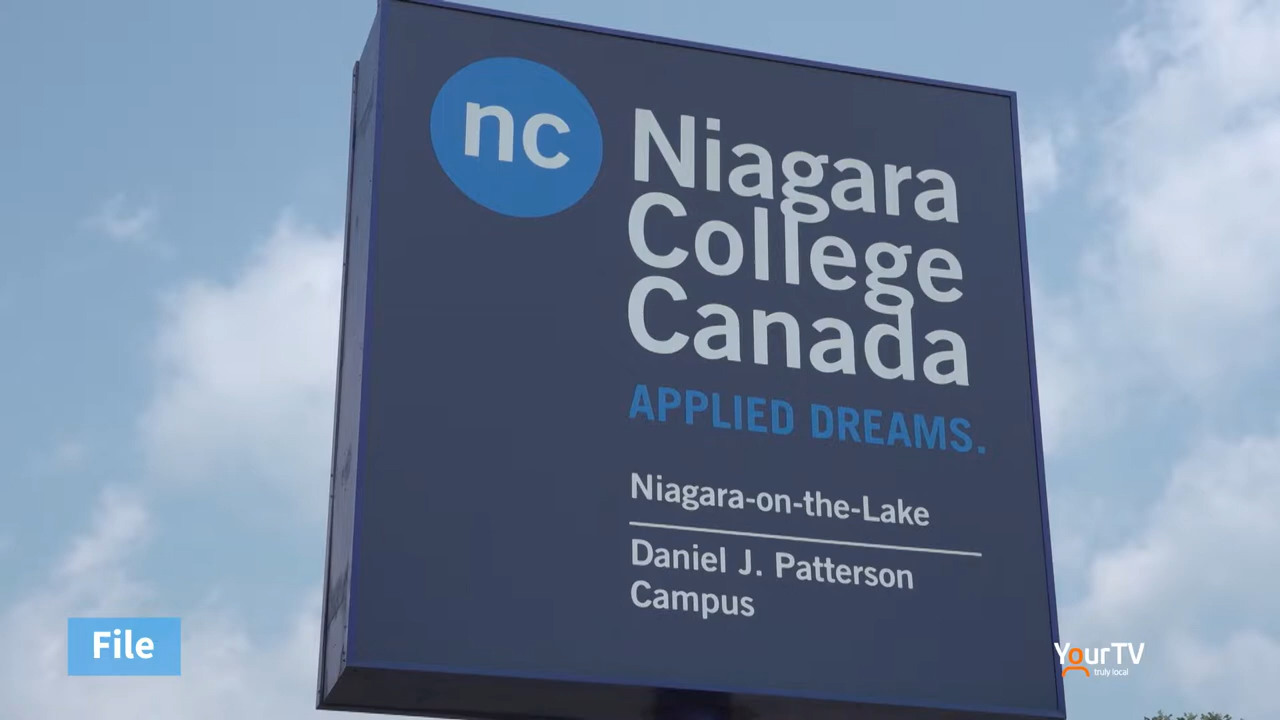 nc
Niagara
College
Canada
APPLIED DREAMS.
Niagara-on-the-Lake
Daniel J. Patterson
Campus
File
YourTV
truly local